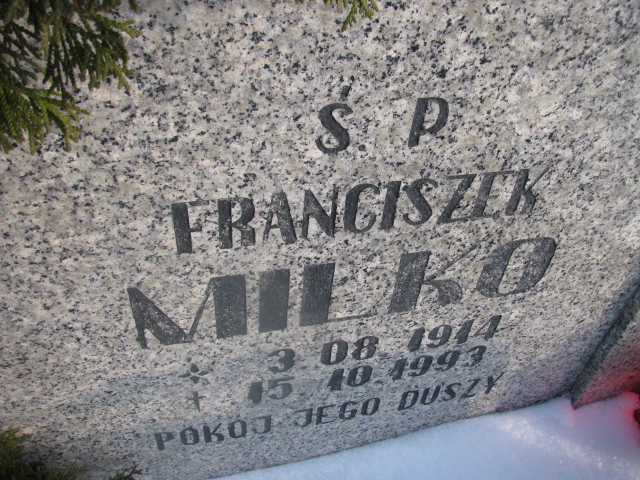 Ś. P
FRANCISZEK
MILKO
* 3.08.1914
+ 15.10.1993
POKÓJ JEGO DUSZY